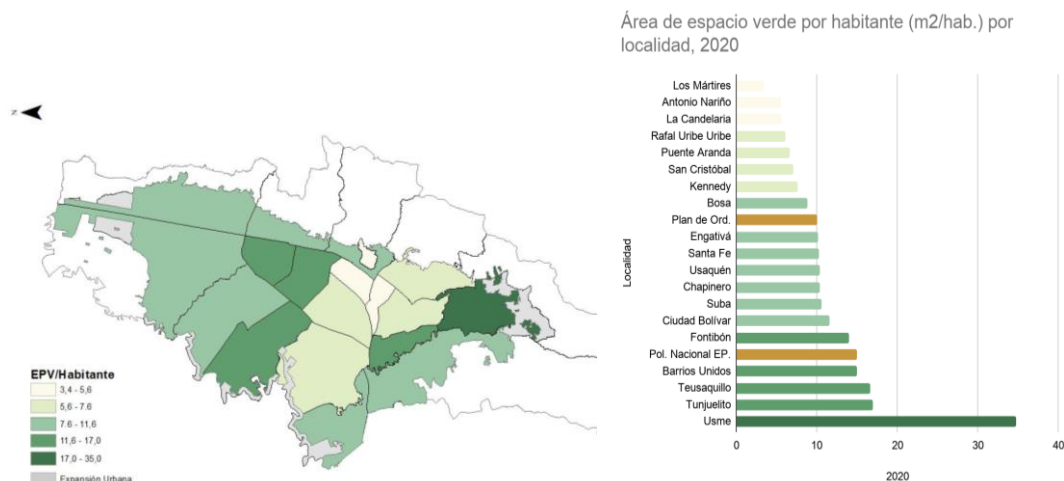 Área de espacio verde por habitante (m2/hab.) por
localidad, 2020
N
EPV/Habitante
3,4 - 5,6
5,6 - 7.6
7.6 - 11,6
11,6 - 17,0
17,0 - 35,0
Expansión Urbana
Localidad
Los Mártires
Antonio Nariño
La Candelaria
Rafal Uribe Uribe
Puente Aranda
San Cristóbal
Kennedy
Bosa
Plan de Ord.
Engativá
Santa Fe
Usaquén
Chapinero
Suba
Ciudad Bolívar
Fontibón
Pol. Nacional EP.
Barrios Unidos
Teusaquillo
Tunjuelito
Usme
0 10 20 30 40
2020